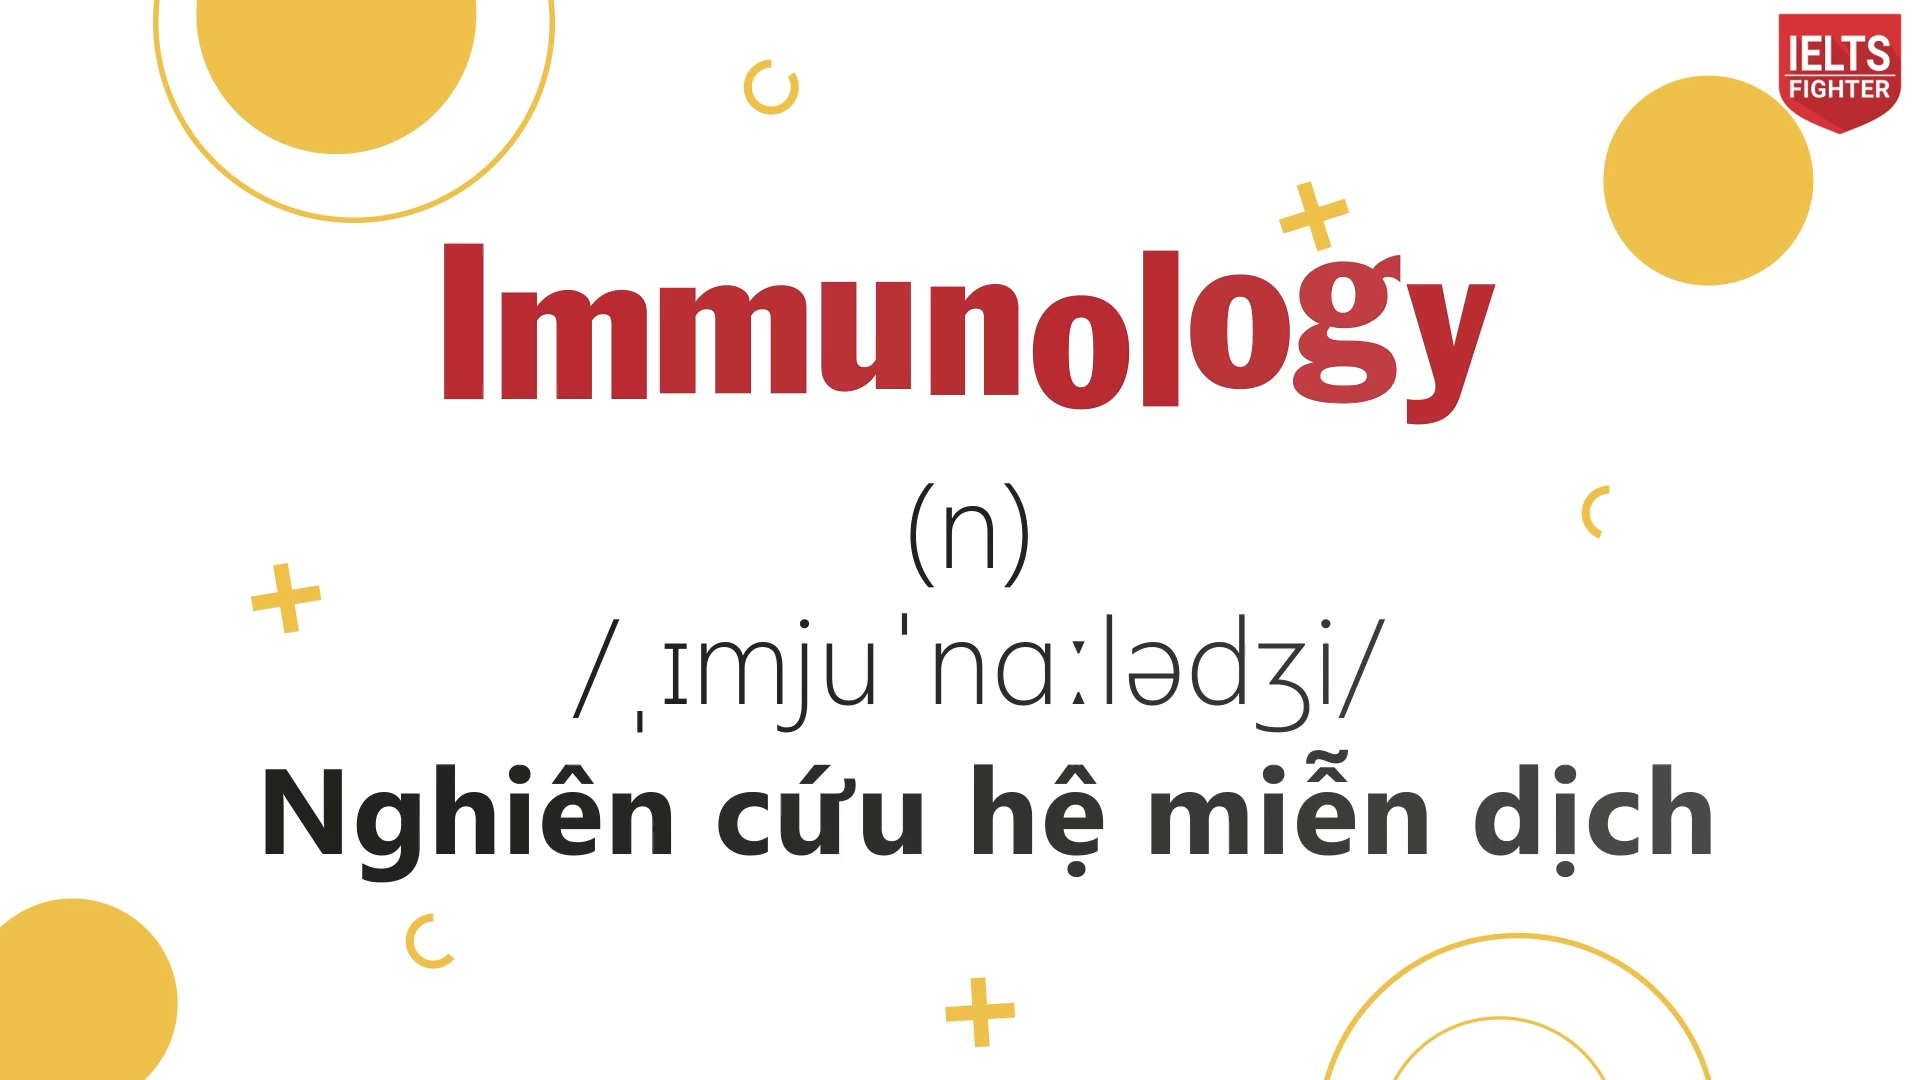 IELTS
FIGHTER
Immunology
(n)
/ˌɪmjuˈnɑːlədʒi/
Nghiên cứu hệ miễn dịch